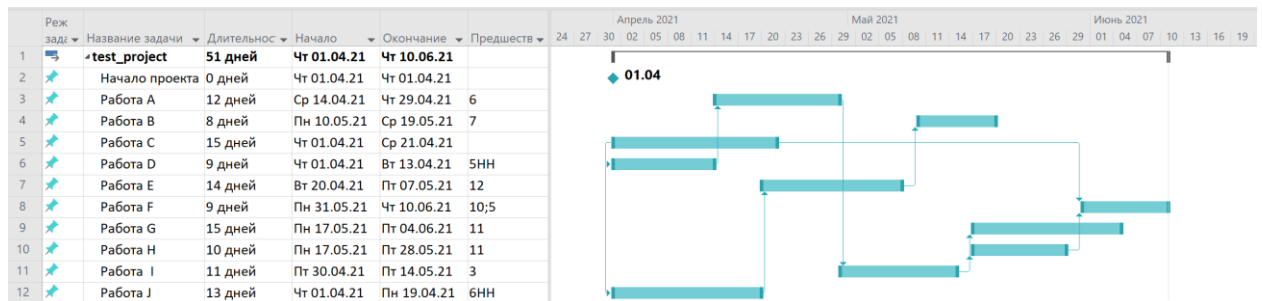 Реж Апрель 2021 Май 2021 Июнь 2021
зада Название задачи Длительнос Начало Окончание Предшеств 24 27 30 02 05 08 11 14 17 20 23 26 29 02 05 08 11 14 17 20 23 26 29 01 04 07 10 13 16 19
1 test_project 51 дней Чт 01.04.21 Чт 10.06.21
2 Начало проекта 0 дней Чт 01.04.21 Чт 01.04.21 01.04
3 Работа A 12 дней Ср 14.04.21 Чт 29.04.21 6
4 Работа B 8 дней Пн 10.05.21 Ср 19.05.21 7
5 Работа C 15 дней Чт 01.04.21 Ср 21.04.21
6 Работа D 9 дней Чт 01.04.21 Вт 13.04.21 5НН
7 Работа E 14 дней Вт 20.04.21 Пт 07.05.21 12
8 Работа F 9 дней Пн 31.05.21 Чт 10.06.21 10;5
9 Работа G 15 дней Пн 17.05.21 Пт 04.06.21 11
10 Работа H 10 дней Пн 17.05.21 Пт 28.05.21 11
11 Работа I 11 дней Пт 30.04.21 Пт 14.05.21 3
12 Работа J 13 дней Чт 01.04.21 Пн 19.04.21 6НН